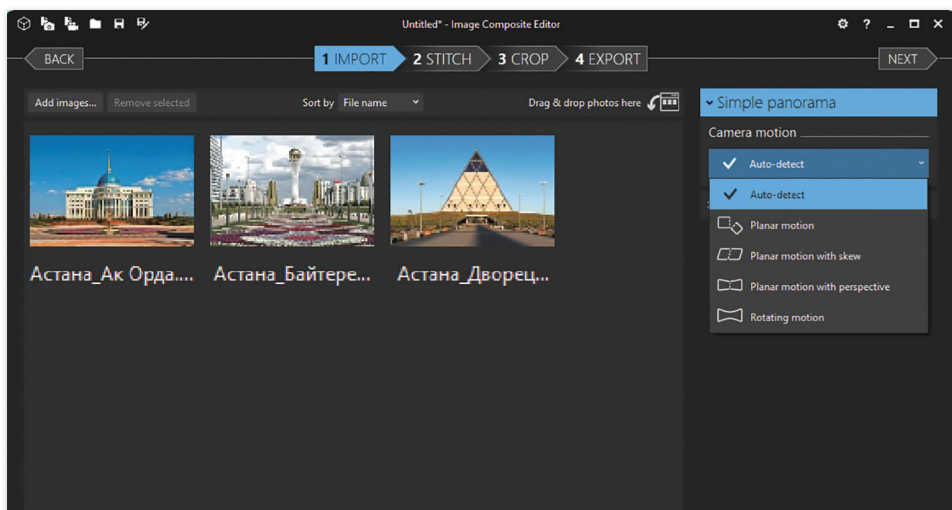 Untitled* - Image Composite Editor
?
BACK
1 IMPORT
2 STITCH
3 CROP
4 EXPORT
NEXT
Add images...
Remove selected
Sort by
File name
Drag & drop photos here
Simple panorama
Camera motion
Auto-detect
Auto-detect
Planar motion
Planar motion with skew
Planar motion with perspective
Rotating motion
Астана_Ак Орда....
Астана_Байтере...
Астана_Дворец...